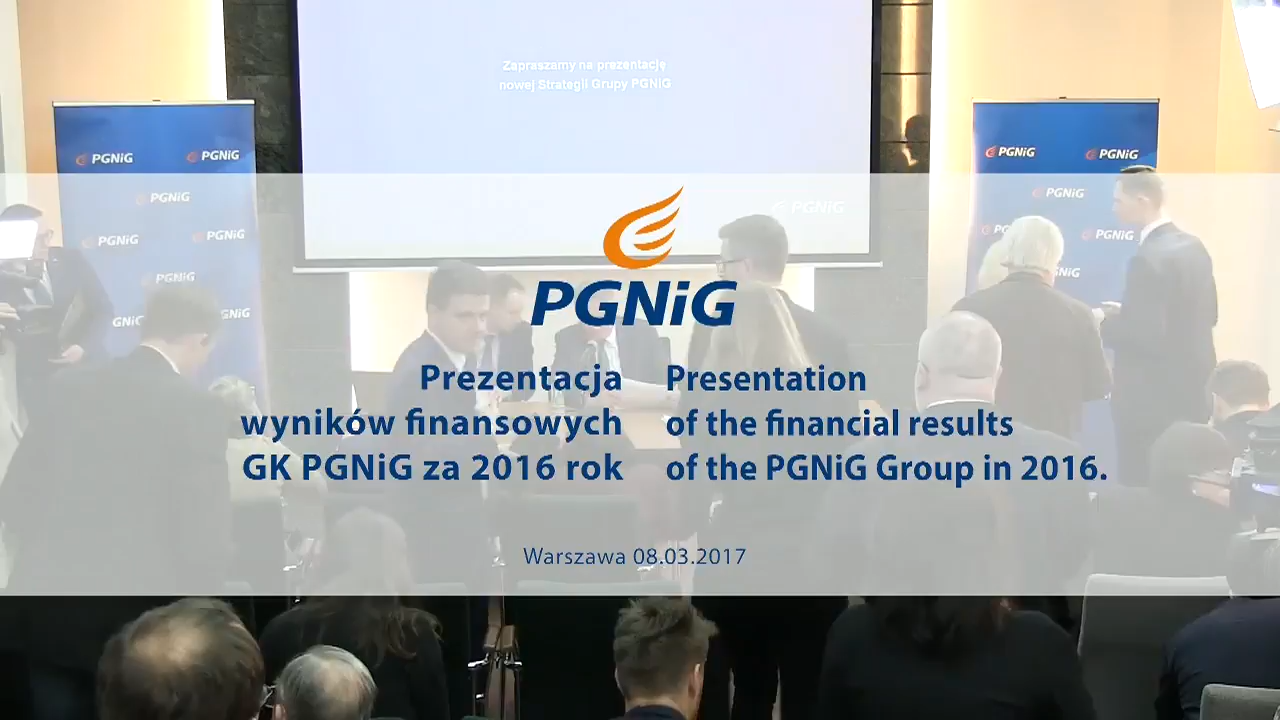 Zapraszamy na prezentację
nowej Strategii Grupy PGNiG
PGNiG
PGNiG
PGNiG
PGNiG
PGNiG
PGNiG
PGNiG
PGNiG
PGNiG
PGNiG
PGNiG
PGNiG
PGNiG
Prezentacja
wyników finansowych
GK PGNiG za 2016 rok
Presentation
of the financial results
of the PGNiG Group in 2016.
Warszawa 08.03.2017